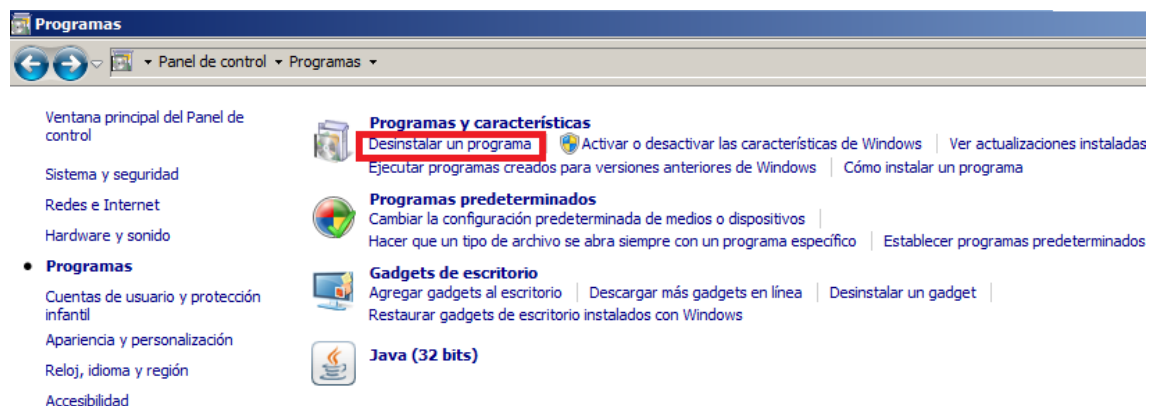 Programas
Panel de control Programas
Ventana principal del Panel de
control
Sistema y seguridad
Redes e Internet
Hardware y sonido
Programas
Cuentas de usuario y protección
infantil
Apariencia y personalización
Reloj, idioma y región
Accesibilidad
Programas y características
Desinstalar un programa Activar o desactivar las características de Windows Ver actualizaciones instaladas
Ejecutar programas creados para versiones anteriores de Windows Cómo instalar un programa
Programas predeterminados
Cambiar la configuración predeterminada de medios o dispositivos
Hacer que un tipo de archivo se abra siempre con un programa específico Establecer programas predeterminados
Gadgets de escritorio
Agregar gadgets al escritorio Descargar más gadgets en línea Desinstalar un gadget
Restaurar gadgets de escritorio instalados con Windows
Java (32 bits)